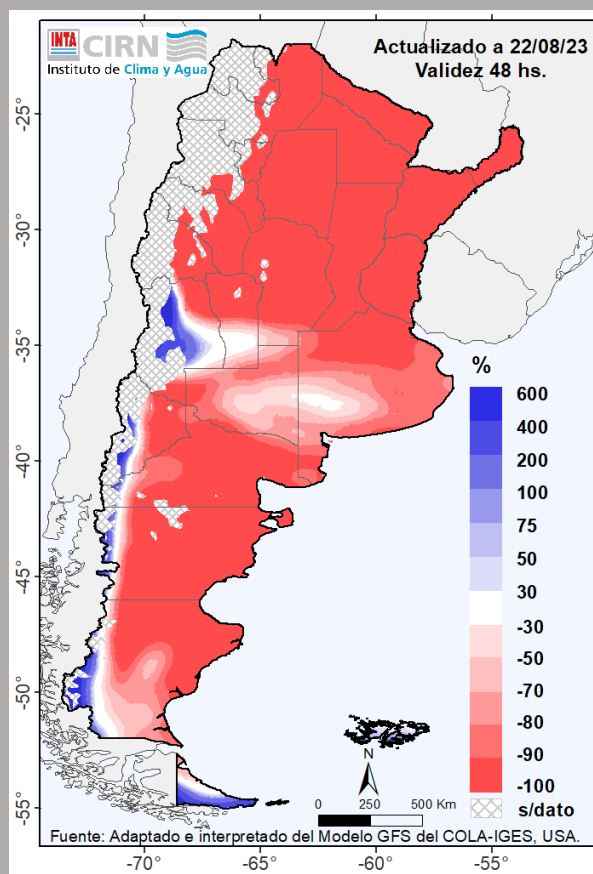 INTA CIRN
Instituto de Clima y Agua
Actualizado a 22/08/23
Validez 48 hs.
-25°
-30°
-35°
-40°
-45°
-50°
-55°
%
600
400
200
100
75
50
30
-30
-50
-70
-80
-90
-100
s/dato
N
0 250 500 Km
Fuente: Adaptado e interpretado del Modelo GFS del COLA-IGES, USA.
-70° -65° -60° -55°